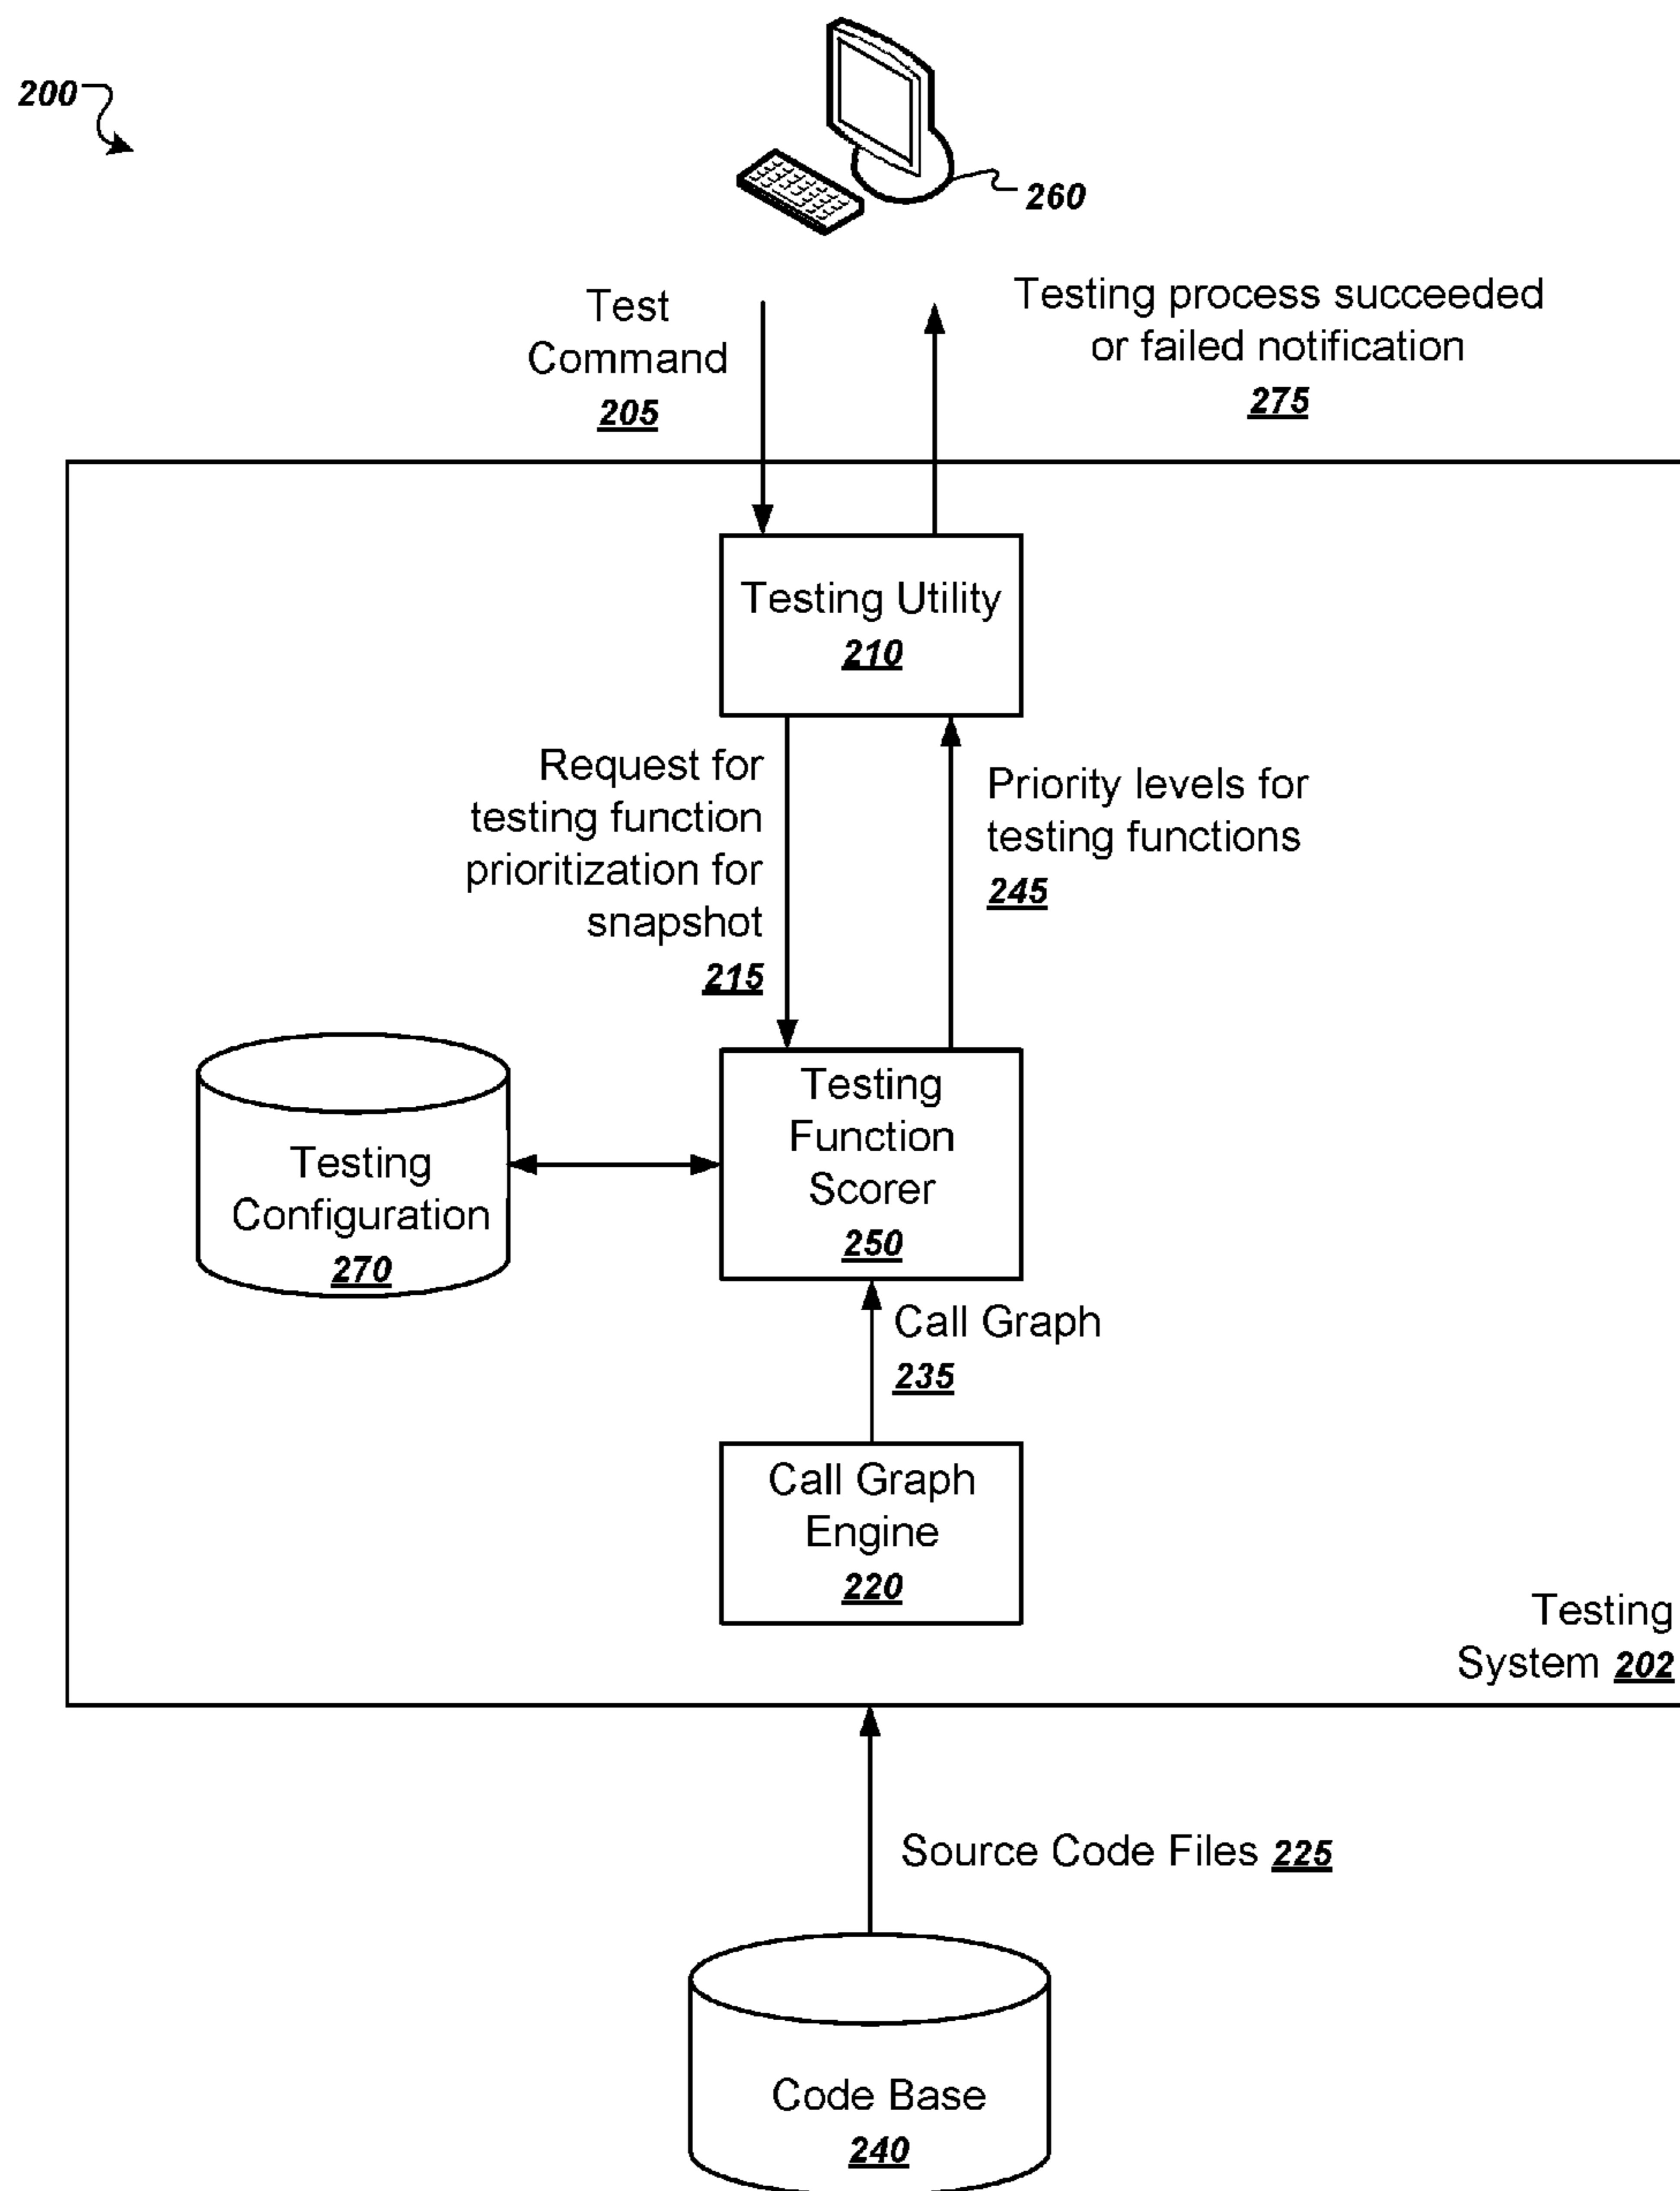 200
260
Test
Command
205
Testing process succeeded
or failed notification
275
Testing Utility
210
Request for
testing function
prioritization for
snapshot
215
Priority levels for
testing functions
245
Testing
Configuration
270
Testing
Function
Scorer
250
Call Graph
235
Call Graph
Engine
220
Testing
System 202
Source Code Files 225
Code Base
240